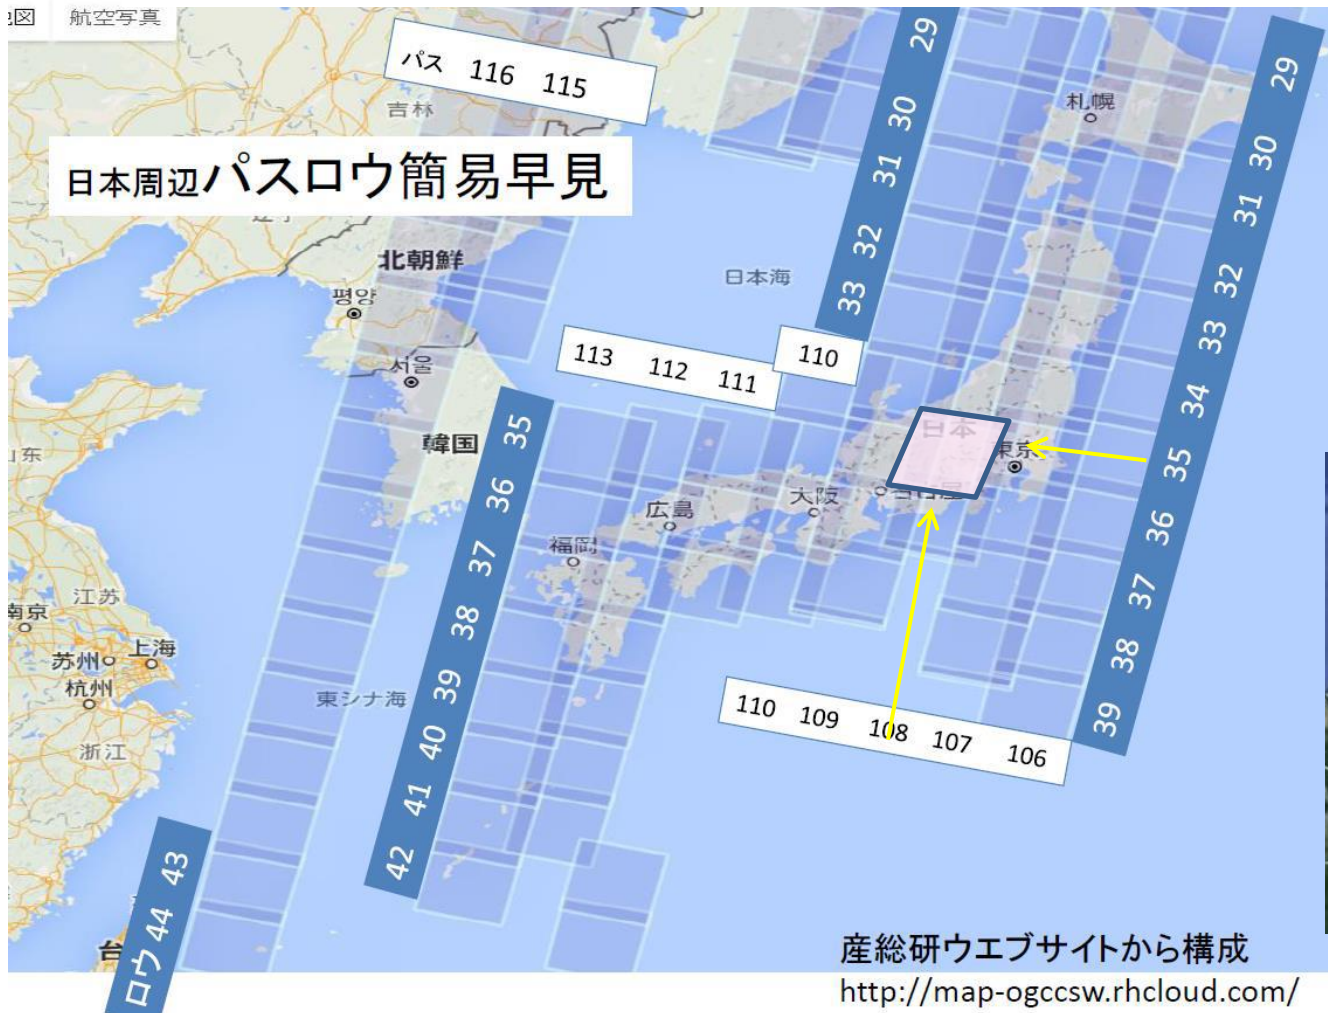 航空写真
パス 116 115
吉林
日本周辺パスロウ簡易早見
北朝鮮
평양
서울
韓国
日本海
札幌
29
30
31
32
33
29
30
31
32
33
34
35
36
37
38
39
113 112 111
110
日本
東京
大阪
広島
福岡
35
36
37
38
39
40
41
42
江苏
南京
苏州
上海
杭州
浙江
東シナ海
110 109 108 107 106
43
44
ロウ
台
産総研ウエブサイトから構成
http://map-ogccsw.rhcloud.com/